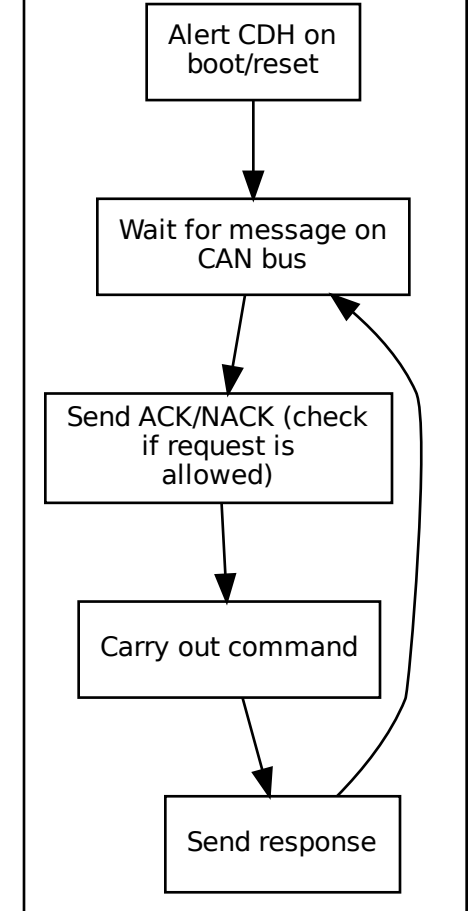 Alert CDH on
boot/reset
Wait for message on
CAN bus
Send ACK/NACK (check
if request is
allowed)
Carry out command
Send response